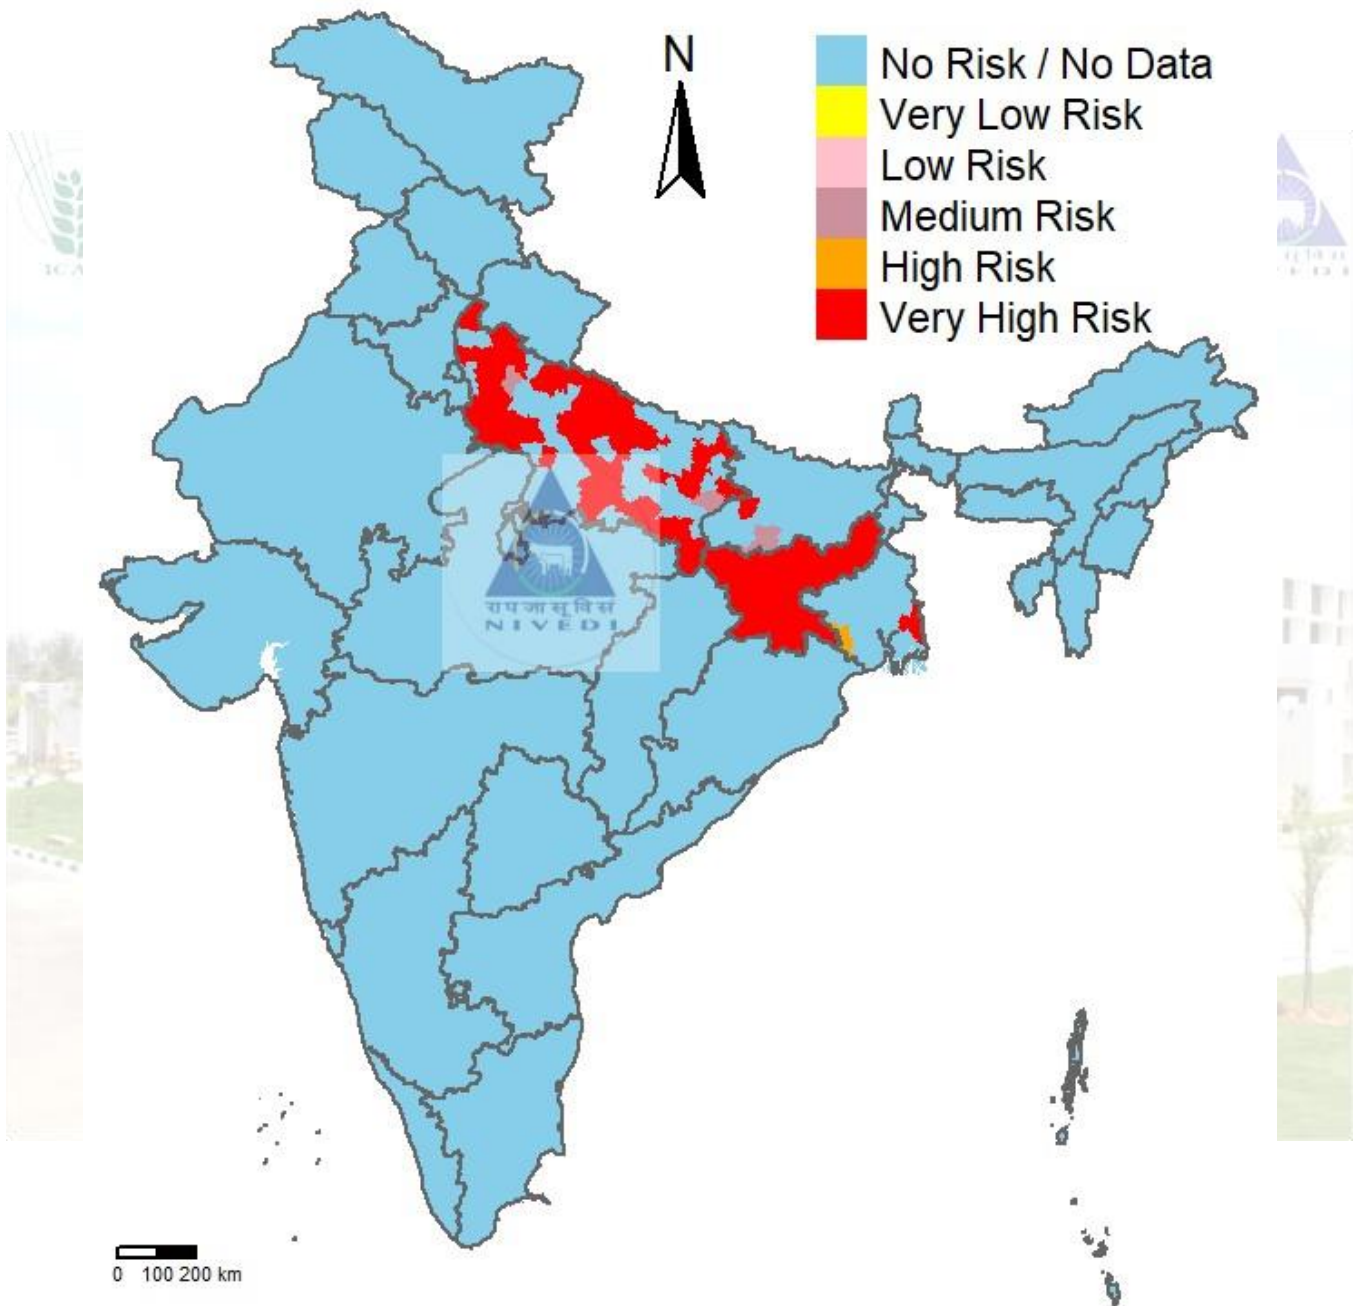 N
No Risk / No Data
Very Low Risk
Low Risk
Medium Risk
High Risk
Very High Risk
NIVEDI
0 100 200 km